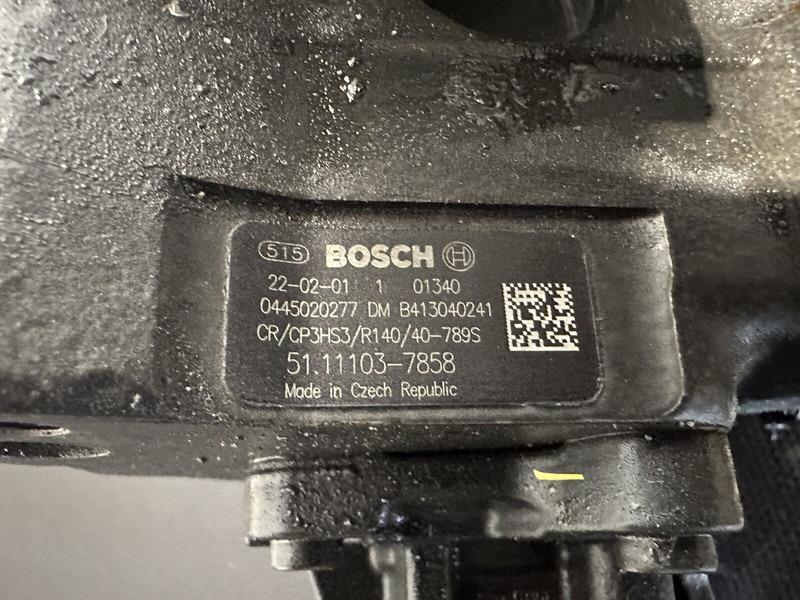 515 BOSCH
22-02-01 1 01340
0445020277 DM B413040241
CR/CP3HS3/R140/40-789S
51.11103-7858
Made in Czech Republic